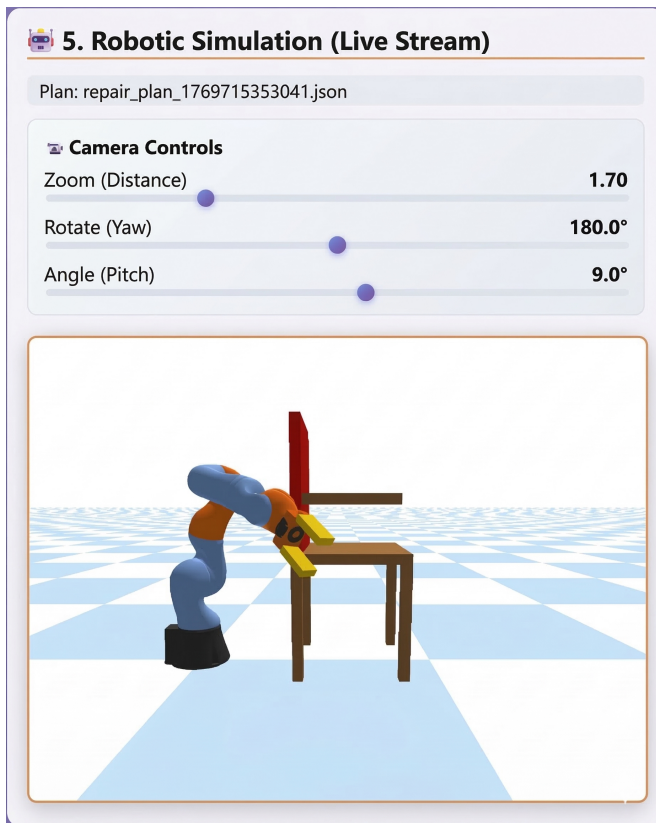 5. Robotic Simulation (Live Stream)
Plan: repair_plan_1769715353041.json
Camera Controls
Zoom (Distance) 1.70
Rotate (Yaw) 180.0°
Angle (Pitch) 9.0°